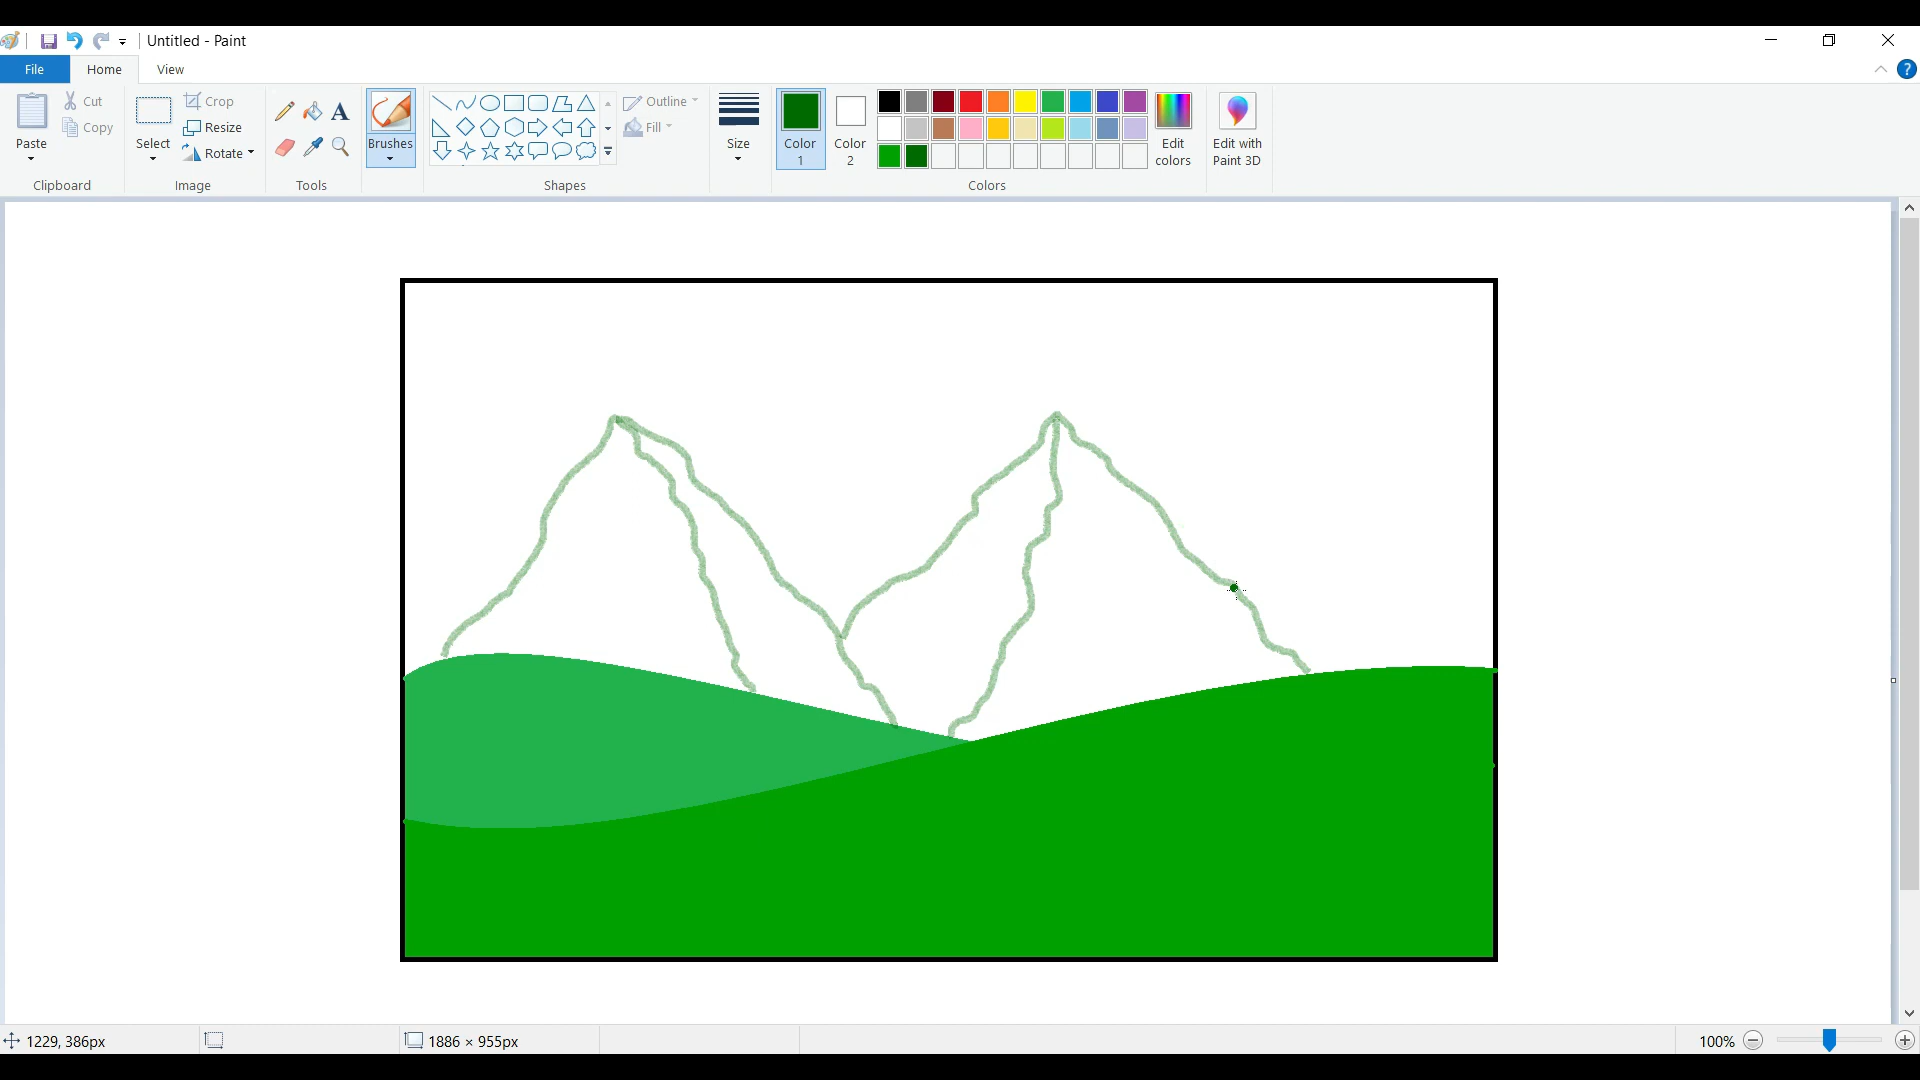 Untitled - Paint
File Home View
Paste
Cut
Copy
Clipboard
Select
Crop
Resize
Rotate
Image
A
Tools
Brushes
Outline
Fill
Shapes
Size
Color
1
Color
2
Edit
colors
Colors
Edit with
Paint 3D
?
1229, 386px
1886 × 955px
100%